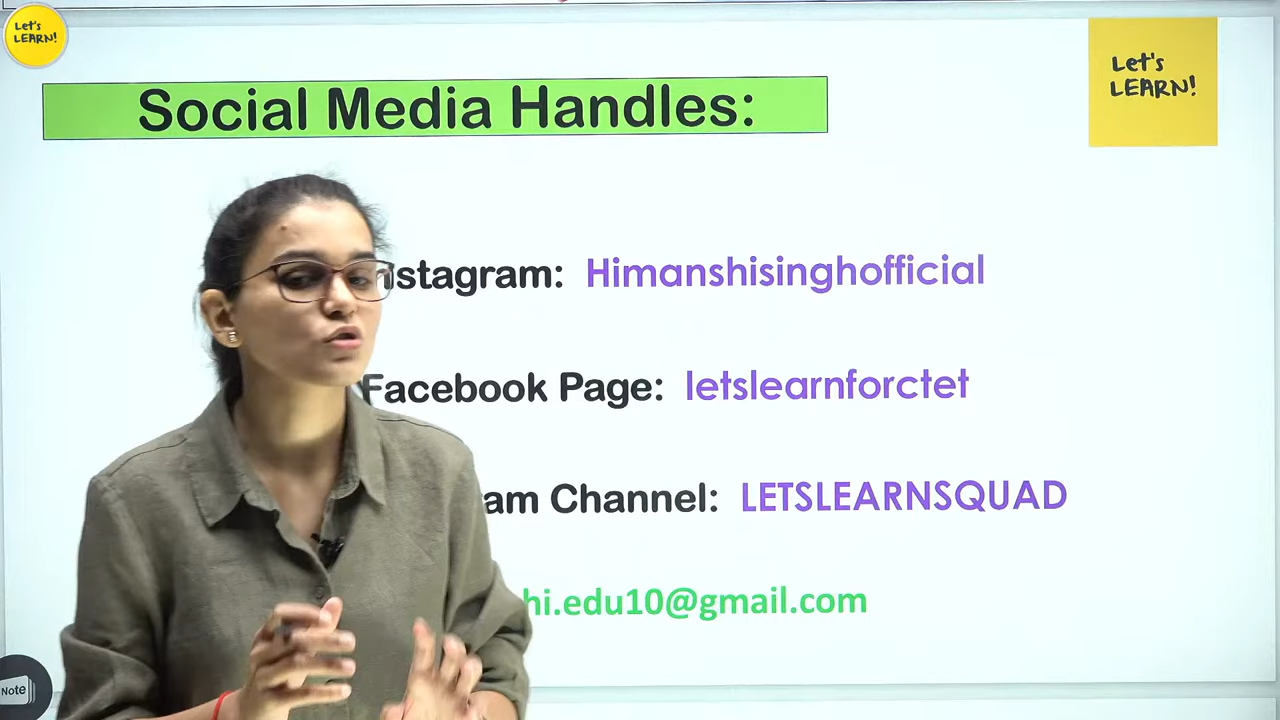 Let's
LEARN!
Let's
LEARN!
Social Media Handles:
nstagram: Himanshisinghofficial
Facebook Page: letslearnforctet
am Channel: LETSLEARNSQUAD
hi.edu10@gmail.com
Note